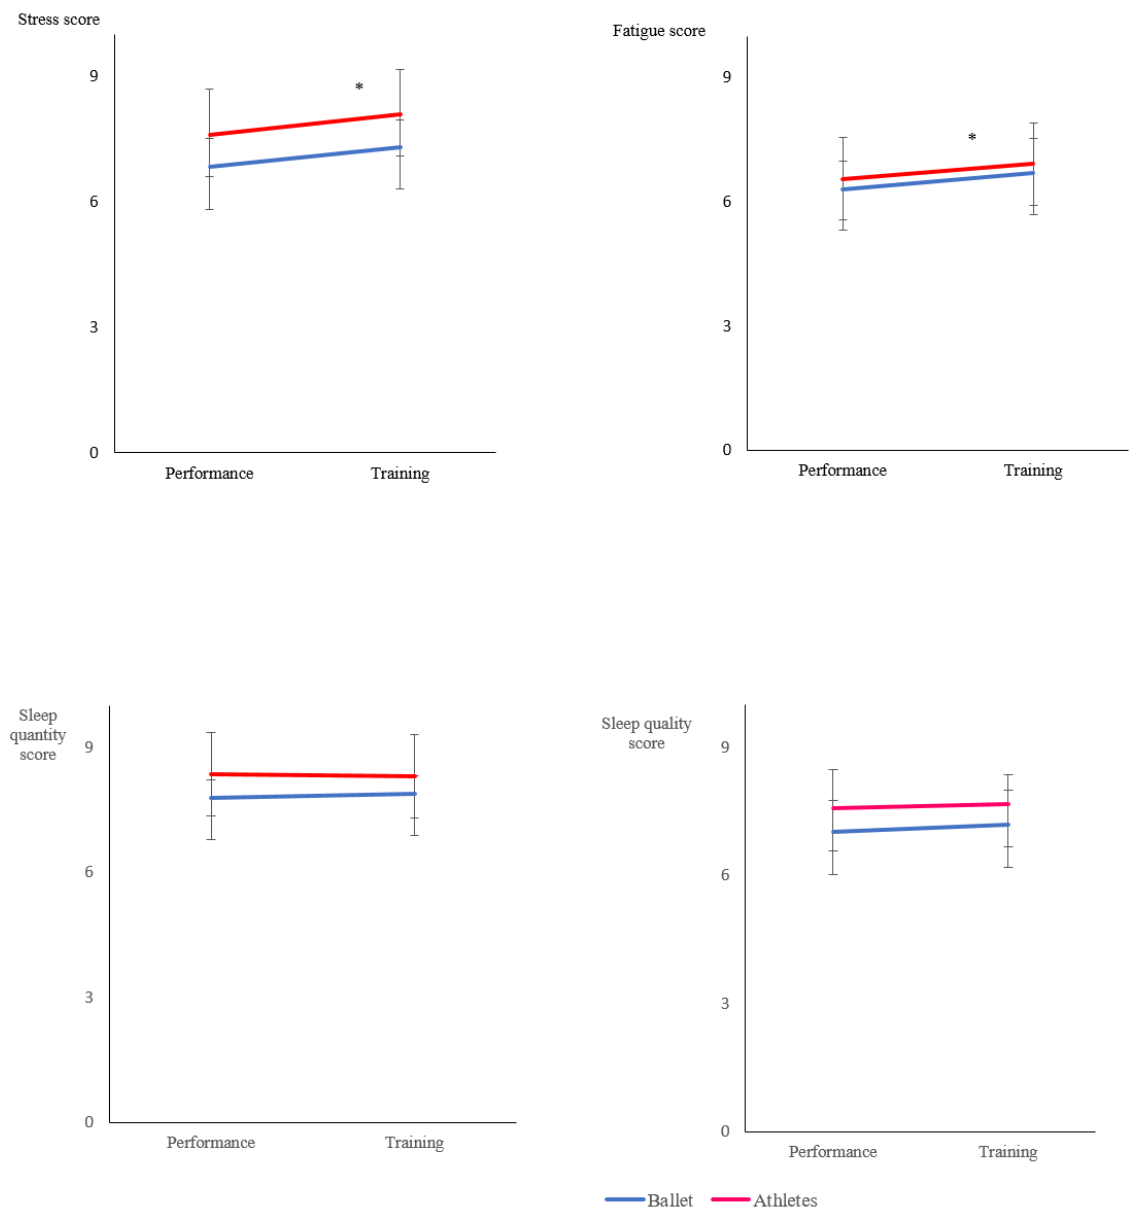 Stress score
9
*
6
3
0
Performance Training
Fatigue score
9
*
6
3
0
Performance Training
Sleep
quantity
score
9
6
3
0
Performance Training
Sleep quality
score
9
6
3
0
Performance Training
Ballet Athletes